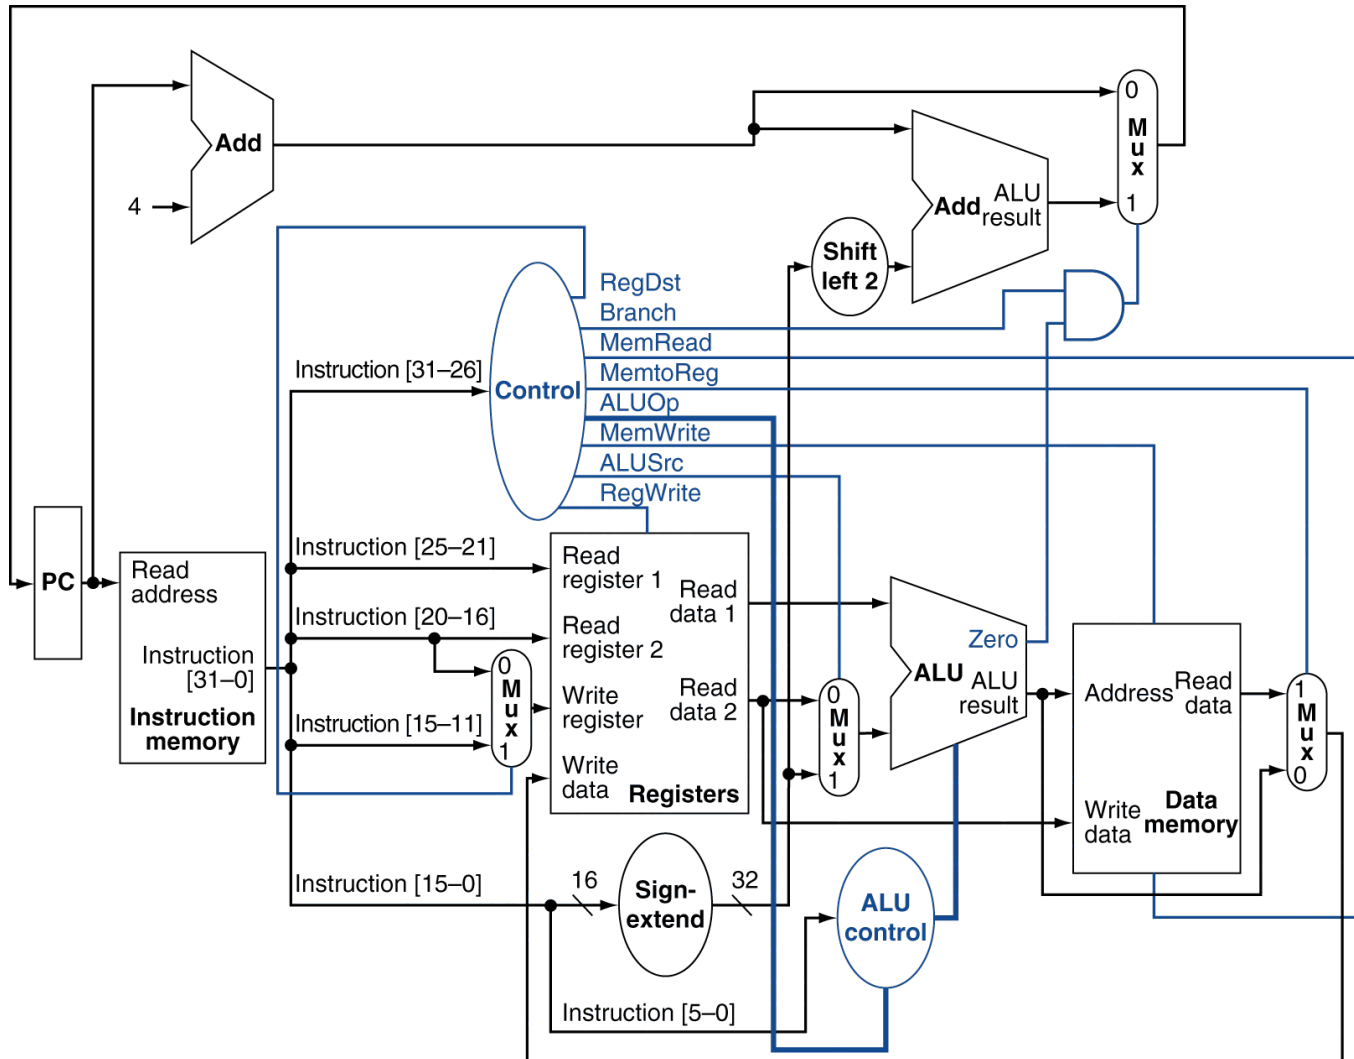 0
M
u
x
1
Add
4
Add
ALU
result
Shift
left 2
RegDst
Branch
MemRead
MemtoReg
ALUOp
MemWrite
ALUSrc
RegWrite
Instruction [31–26]
Control
PC
Read
address
Instruction
[31–0]
Instruction
memory
Instruction [25–21]
Instruction [20–16]
Instruction [15–11]
0
M
u
x
1
Read
register 1
Read
register 2
Write
register
Write
data
Read
data 1
Read
data 2
Registers
0
M
u
x
1
Zero
ALU
ALU
result
Address
Read
data
Write
data
Data
memory
1
M
u
x
0
Instruction [15–0]
16
Sign-
extend
32
ALU
control
Instruction [5–0]